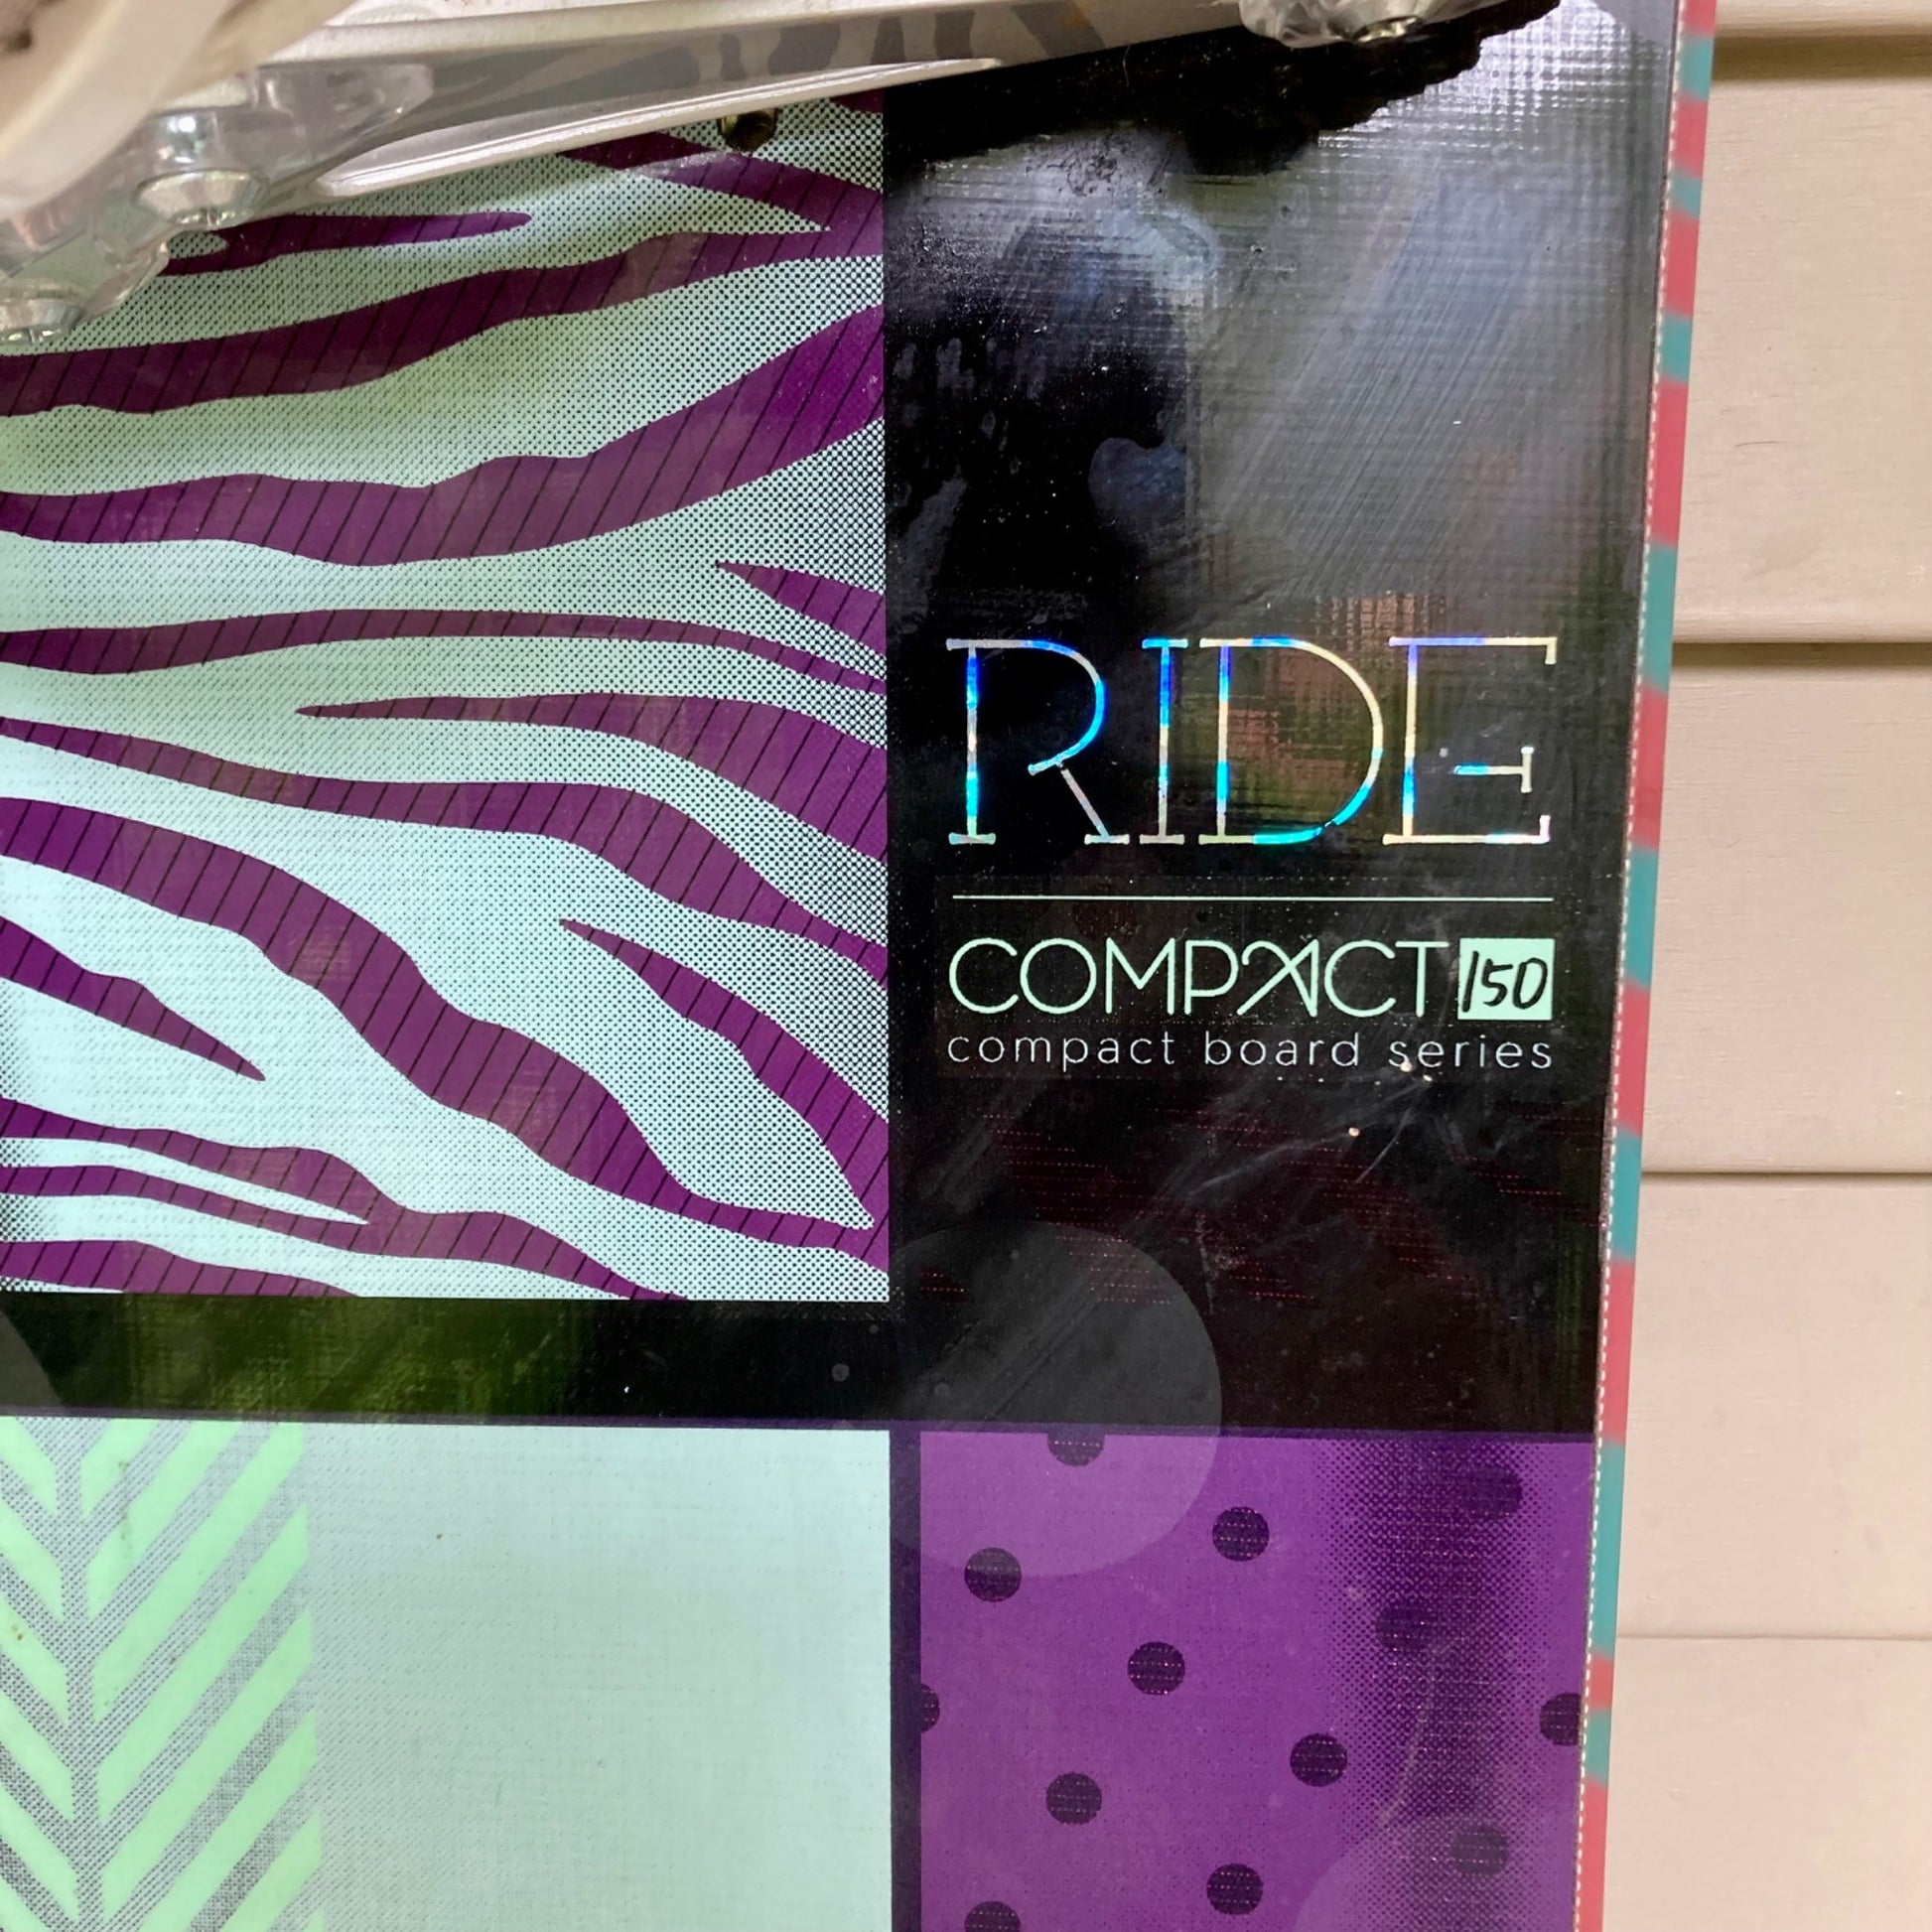 RIDE
COMPACT 150
compact board series